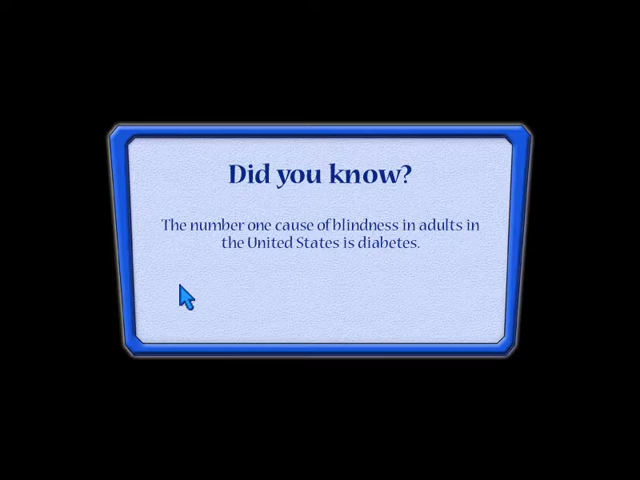 Did you know?
The number one cause of blindness in adults in
the United States is diabetes.